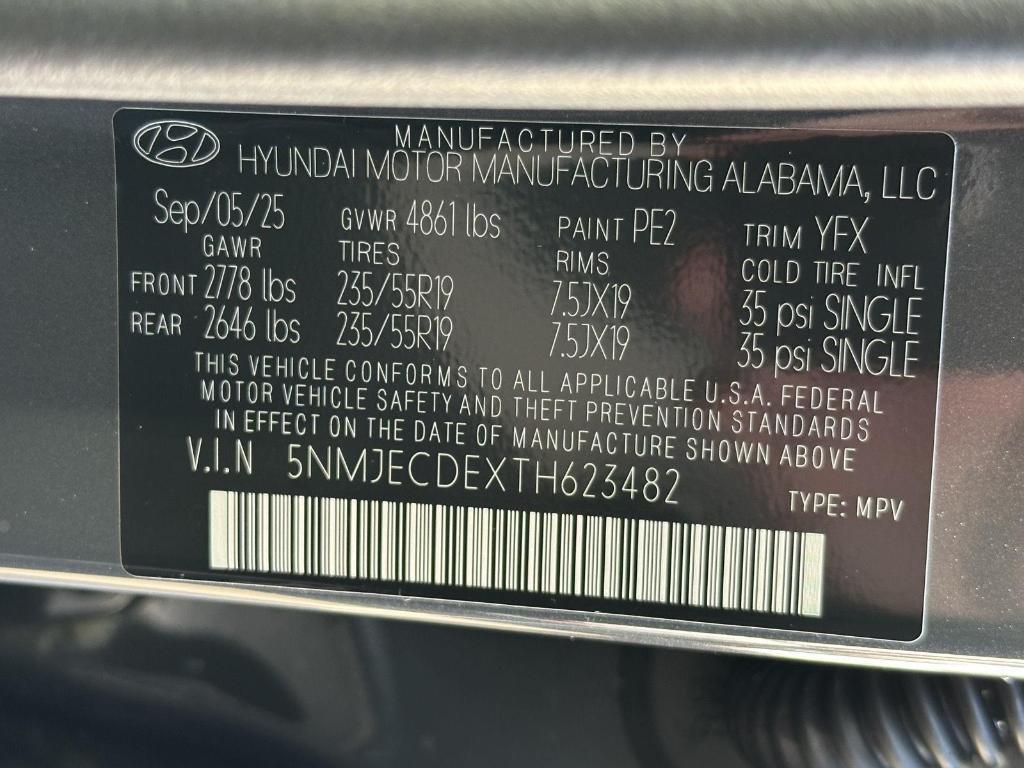 MANUFACTURED BY
HYUNDAI MOTOR MANUFACTURING ALABAMA, LLC
Sep/05/25 GVWR 4861 lbs PAINT PE2 TRIM YFX
GAWR TIRES RIMS COLD TIRE INFL
FRONT 2778 lbs 235/55R19 7.5JX19 35 psi SINGLE
REAR 2646 lbs 235/55R19 7.5JX19 35 psi SINGLE
THIS VEHICLE CONFORMS TO ALL APPLICABLE U.S.A. FEDERAL
MOTOR VEHICLE SAFETY AND THEFT PREVENTION STANDARDS
IN EFFECT ON THE DATE OF MANUFACTURE SHOWN ABOVE
V.I.N 5NMJECDEXTH623482 TYPE: MPV